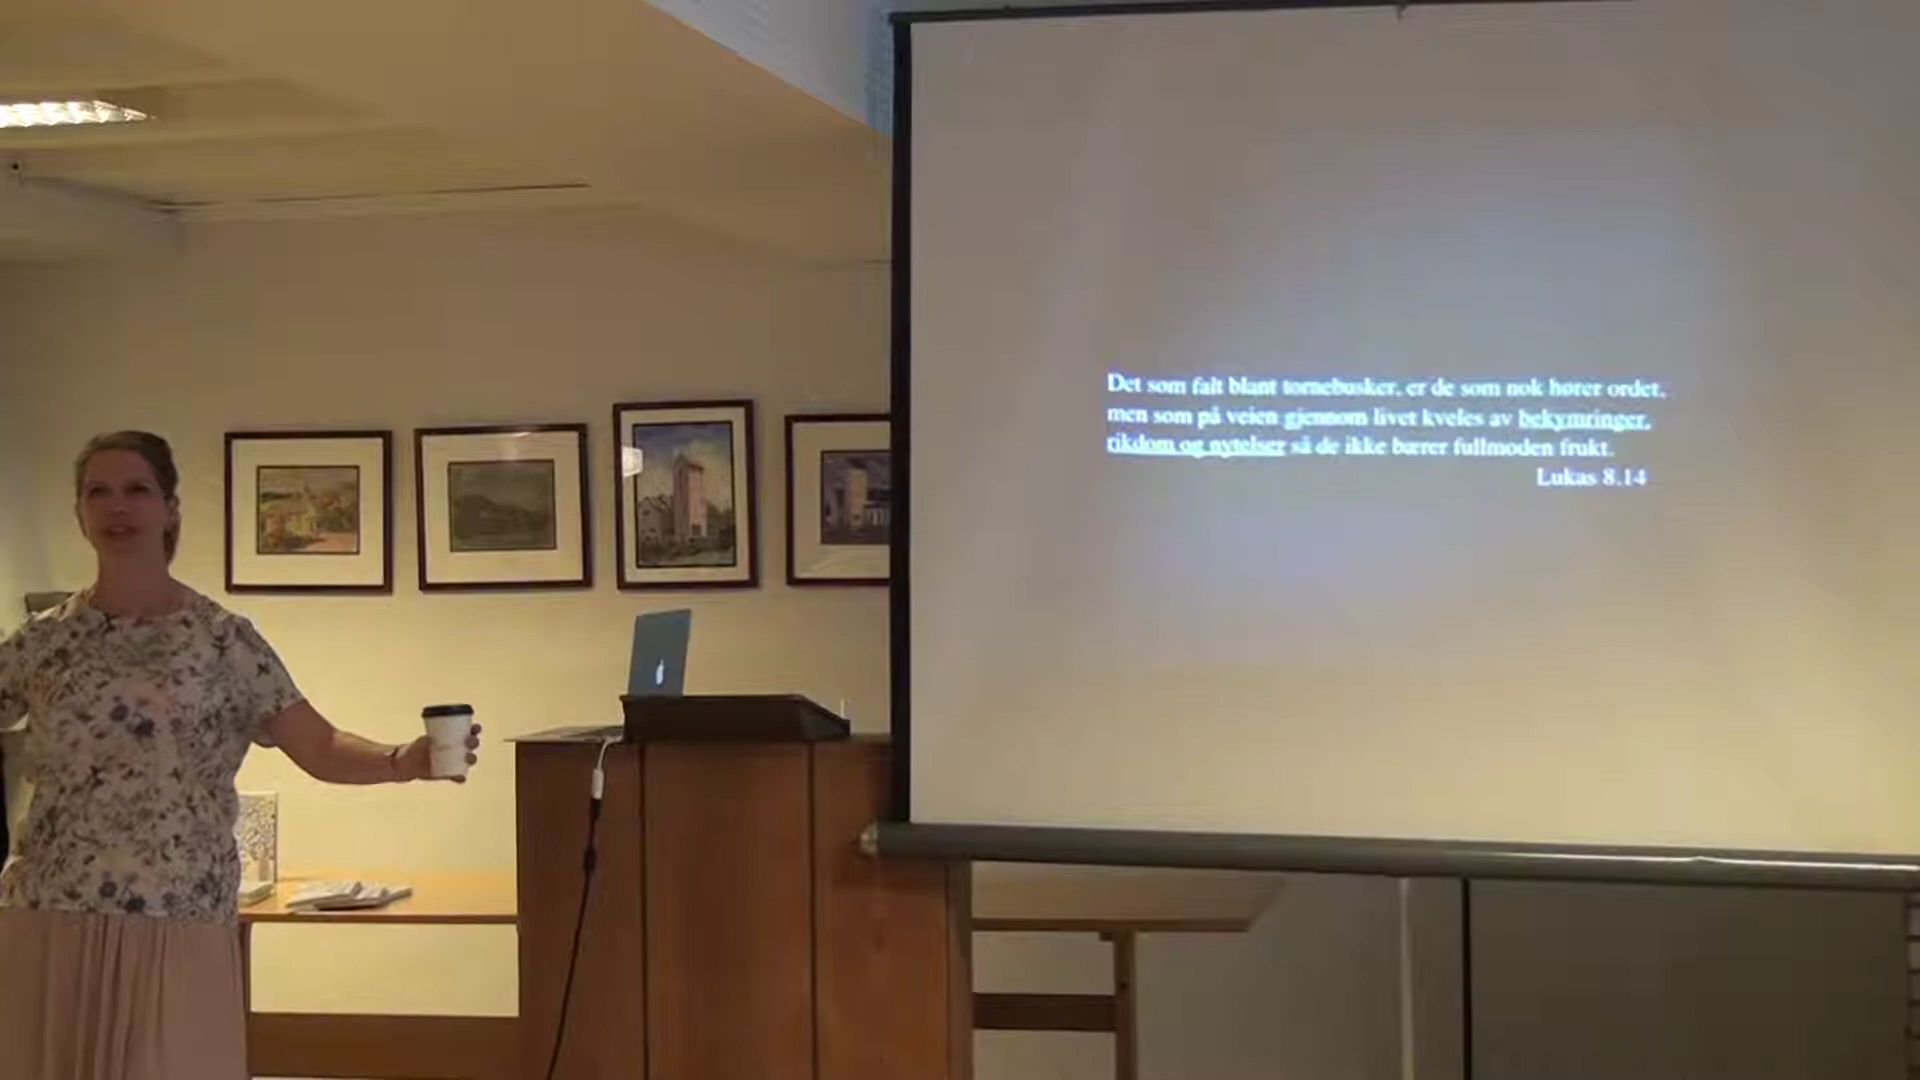 Det som falt blant tornebusker, er de som nok hører ordet,
men som på veien gjennom livet kveles av bekymringer,
rikdom og nytelser så de ikke bærer fullmoden frukt.
Lukas 8.14